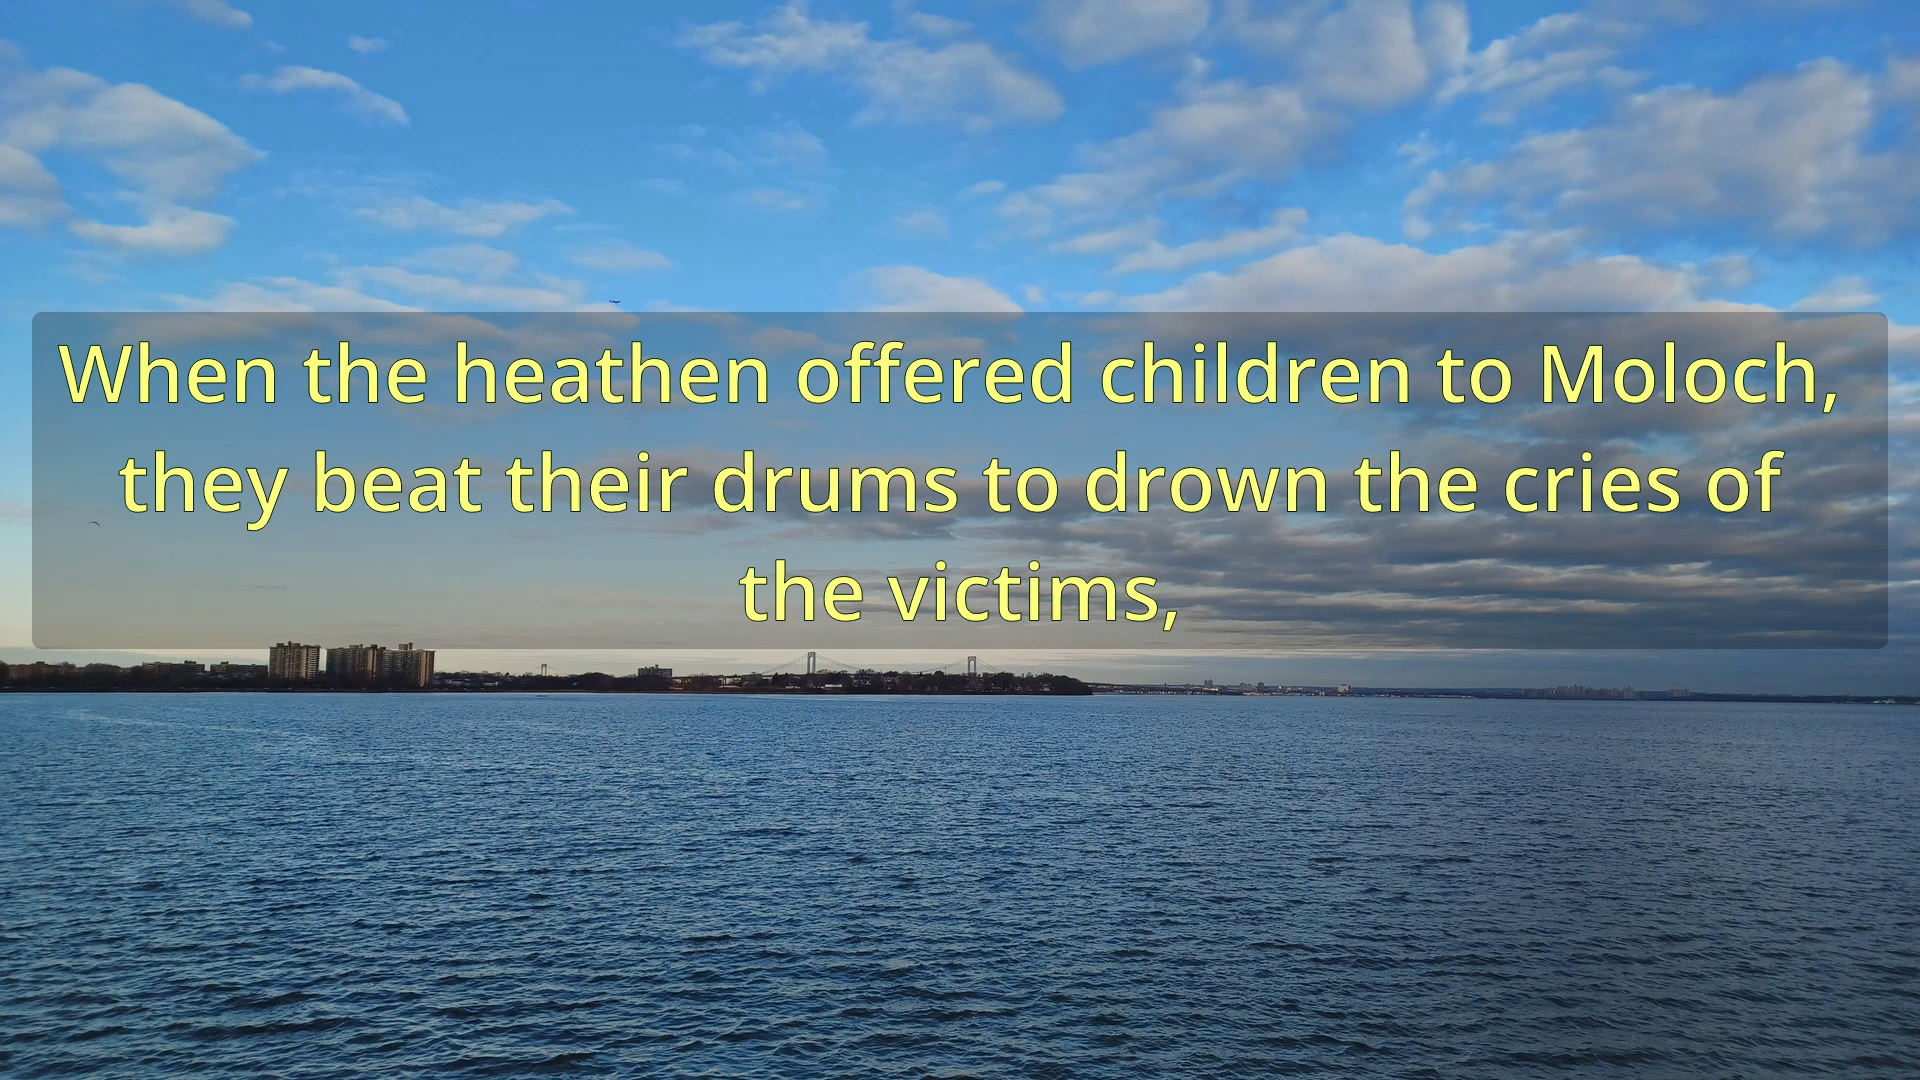 When the heathen offered children to Moloch,
they beat their drums to drown the cries of
the victims,